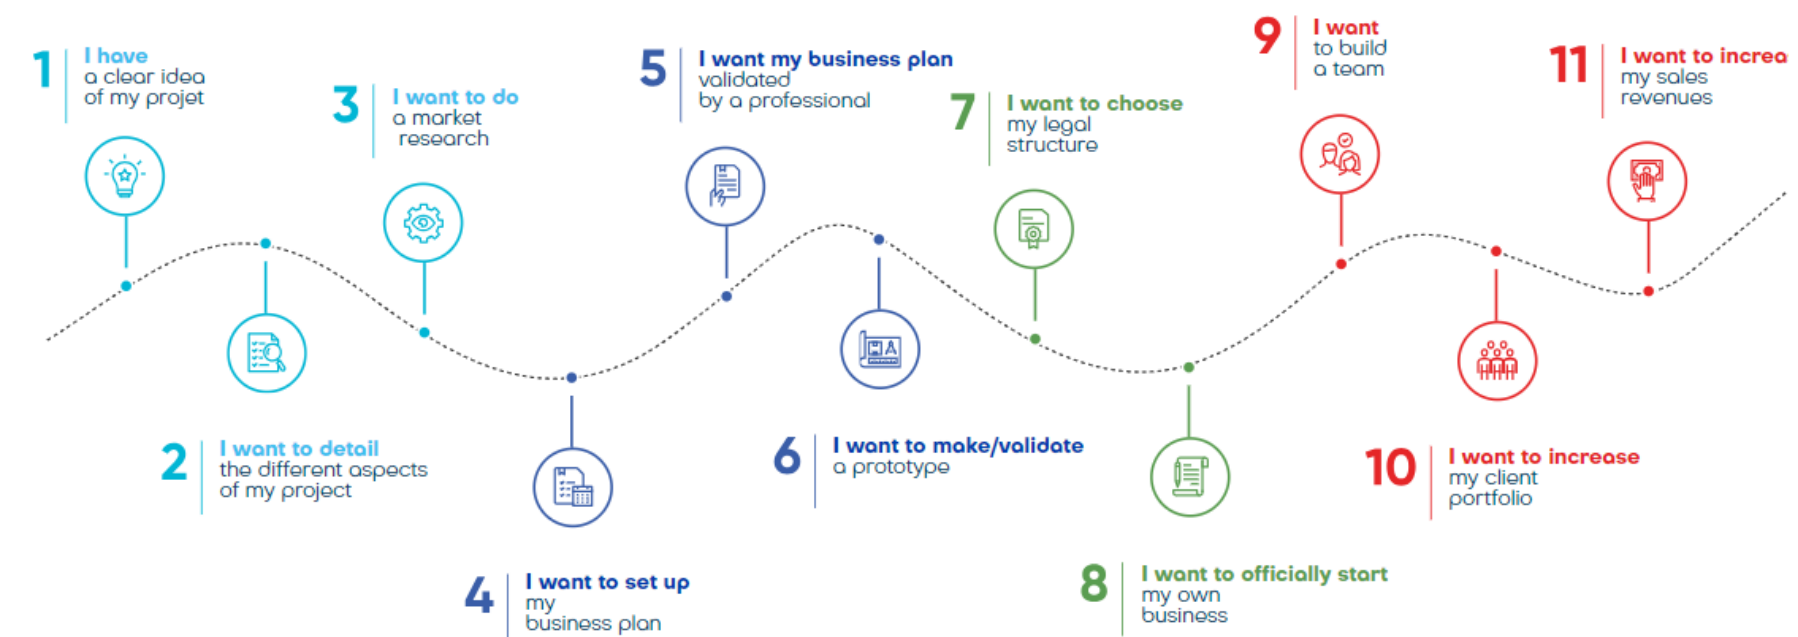 1
I have
a clear idea
of my projet
2
I want to detail
the different aspects
of my project
3
I want to do
a market
research
4
I want to set up
my
business plan
5
I want my business plan
validated
by a professional
6
I want to make/validate
a prototype
7
I want to choose
my legal
structure
8
I want to officially start
my own
business
9
I want
to build
a team
10
I want to increase
my client
portfolio
11
I want to increa
my sales
revenues